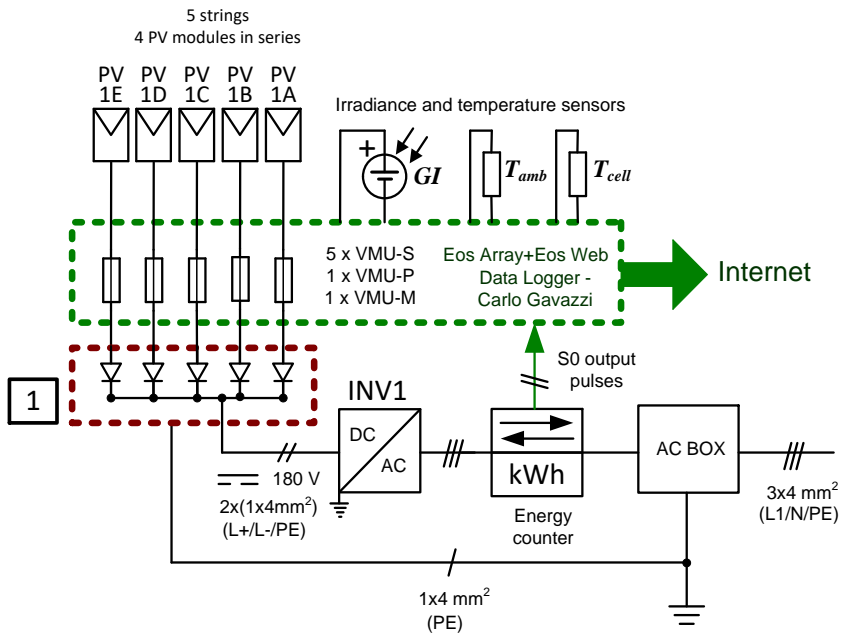 5 strings
4 PV modules in series
PV 1E
PV 1D
PV 1C
PV 1B
PV 1A
Irradiance and temperature sensors
+
GI
T_amb
T_cell
5 x VMU-S
1 x VMU-P
1 x VMU-M
Eos Array+Eos Web
Data Logger -
Carlo Gavazzi
Internet
S0 output
pulses
1
INV1
DC
AC
kWh
Energy
counter
AC BOX
180 V
2x(1x4mm²)
(L+/L-/PE)
3x4 mm²
(L1/N/PE)
1x4 mm²
(PE)